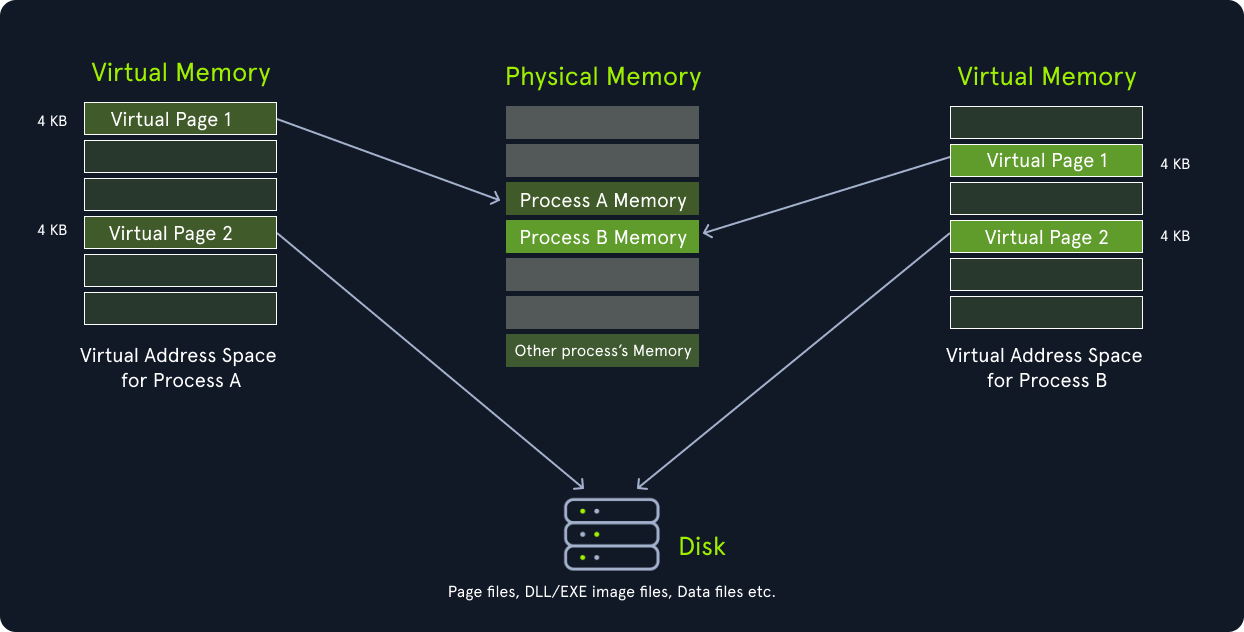 Virtual Memory
4 KB
Virtual Page 1
4 KB
Virtual Page 2
Virtual Address Space
for Process A
Physical Memory
Process A Memory
Process B Memory
Other process's Memory
Virtual Memory
Virtual Page 1
4 KB
Virtual Page 2
4 KB
Virtual Address Space
for Process B
Disk
Page files, DLL/EXE image files, Data files etc.